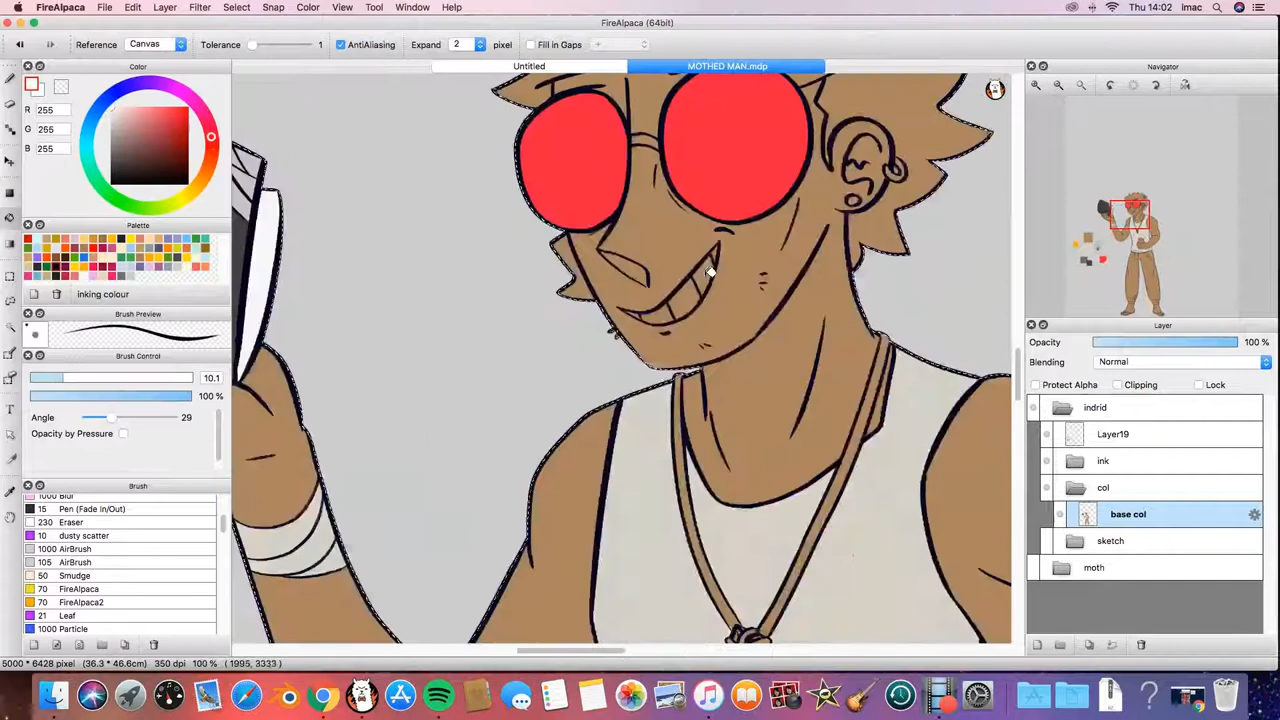 FireAlpaca File Edit Layer Filter Select Snap Color View Tool Window Help Thu 14:02 imac
FireAlpaca (64bit)
Reference Canvas Tolerance 1 AntiAliasing Expand 2 pixel Fill in Gaps
Untitled MOTHED MAN.mdp
Color
R 255
G 255
B 255
Palette
inking colour
Brush Preview
Brush Control
10.1
100 %
Angle 29
Opacity by Pressure
Brush
1000 Blur
15 Pen (Fade In/Out)
230 Eraser
10 dusty scatter
1000 AirBrush
105 AirBrush
50 Smudge
70 FireAlpaca
70 FireAlpaca2
21 Leaf
1000 Particle
5000 * 6428 pixel (36.3 * 46.6cm) 350 dpi 100 % ( 1995, 3333 )
Navigator
Layer
Opacity 100 %
Blending Normal
Protect Alpha Clipping Lock
indrid
Layer19
ink
col
base col
sketch
moth